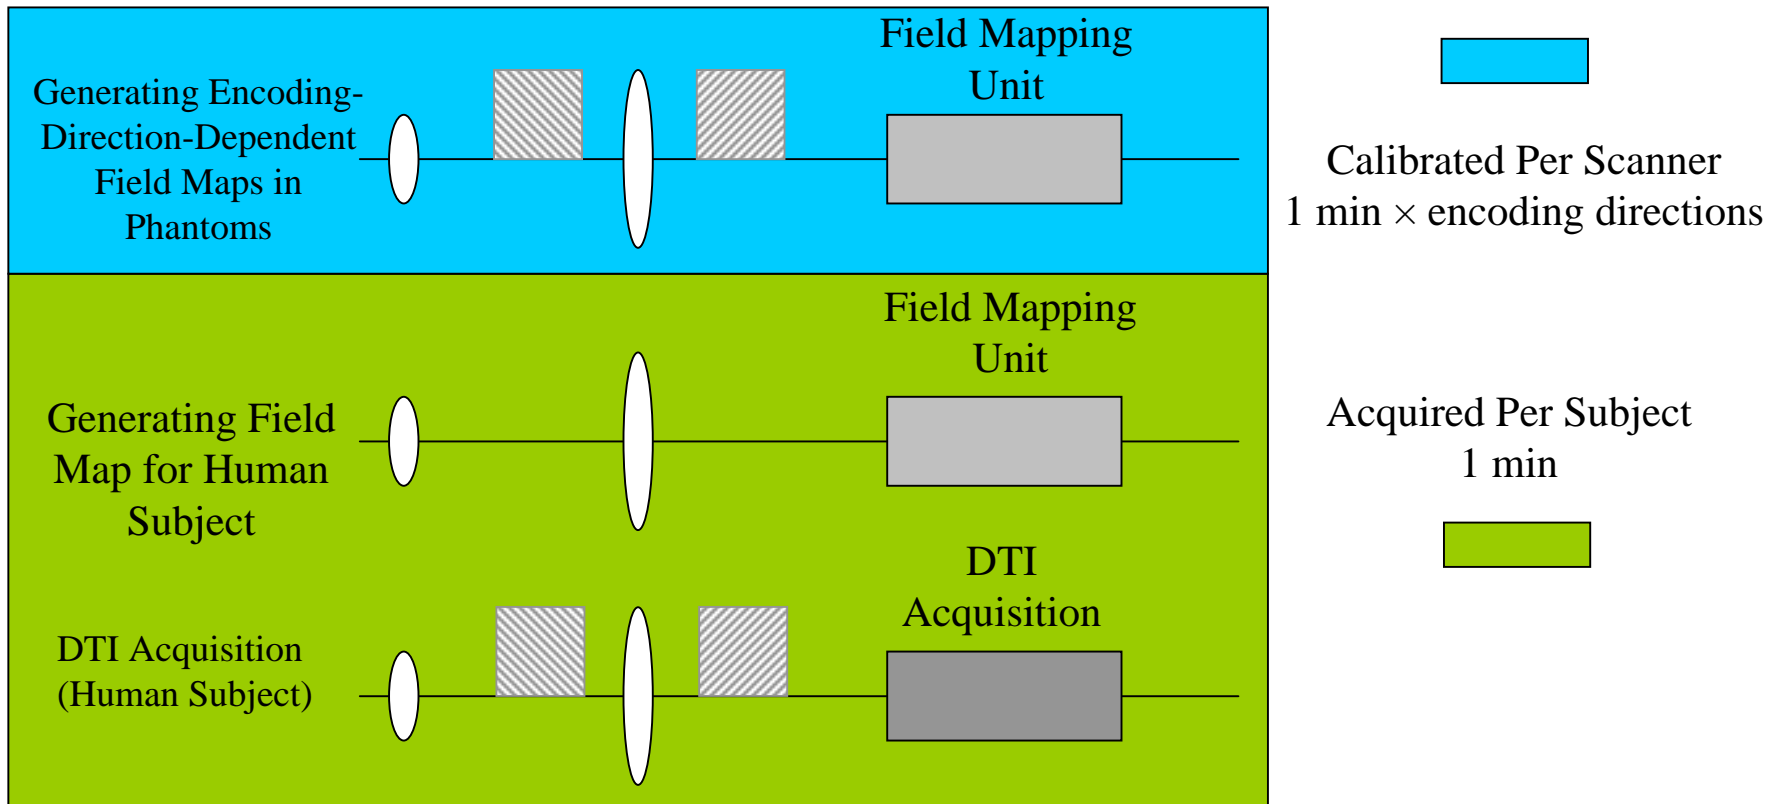 Generating Encoding-
Direction-Dependent
Field Maps in
Phantoms
Field Mapping
Unit
Calibrated Per Scanner
1 min × encoding directions
Generating Field
Map for Human
Subject
Field Mapping
Unit
Acquired Per Subject
1 min
DTI Acquisition
(Human Subject)
DTI
Acquisition